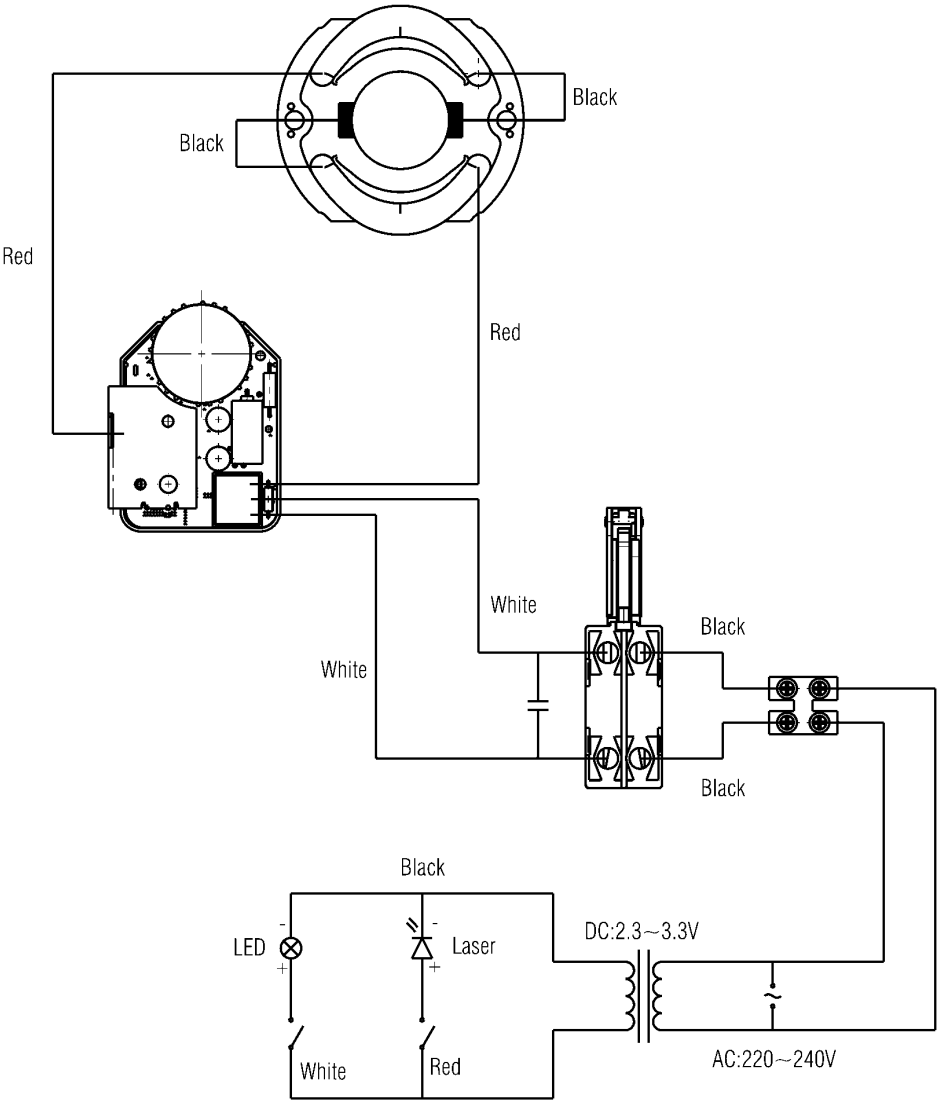 Black
Black
Red
Red
White
White
Black
Black
Black
DC:2.3～3.3V
-
-
LED
Laser
+
+
AC:220～240V
White
Red